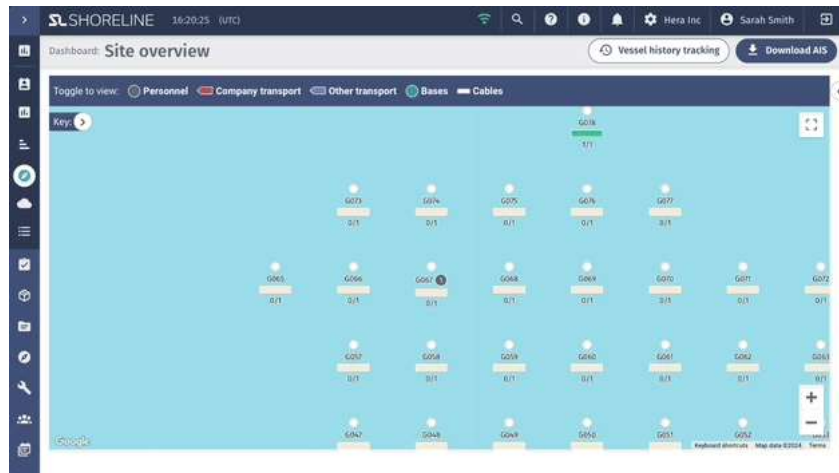 SL SHORELINE 16:20:25 (UTC) Hera Inc Sarah Smith
Dashboard: Site overview Vessel history tracking Download AIS
Toggle to view: Personnel Company transport Other transport Bases Cables
Key:
G078
1/1
G073 G074 G075 G076 G077
0/1 0/1 0/1 0/1 0/1
G065 G066 G067 1 G068 G069 G070 G071 G072
0/1 0/1 0/1 0/1 0/1 0/1 0/1 0/1
G057 G058 G059 G060 G061 G062 G063
0/1 0/1 0/1 0/1 0/1 0/1 0/1
G047 G048 G049 G050 G051 G052
Google
Keyboard shortcuts Map data ©2024 Terms